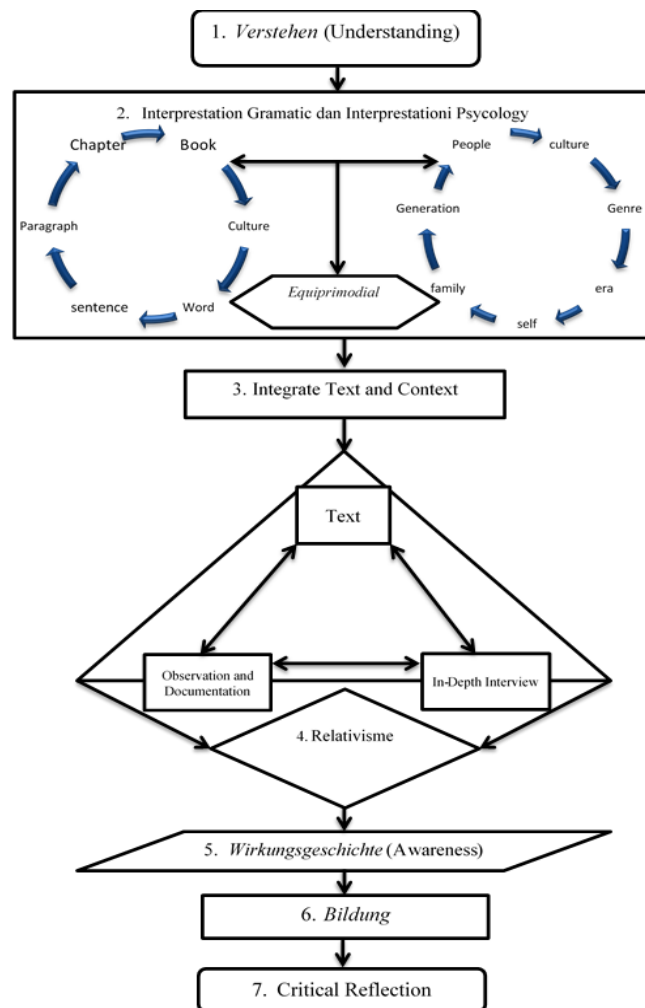 1. Verstehen (Understanding)
2. Interprestation Gramatic dan Interprestationi Psycology
Chapter
Book
Culture
Word
sentence
Paragraph
People
culture
Genre
era
self
family
Generation
Equiprimodial
3. Integrate Text and Context
Text
Observation and
Documentation
In-Depth Interview
4. Relativisme
5. Wirkungsgeschichte (Awareness)
6. Bildung
7. Critical Reflection